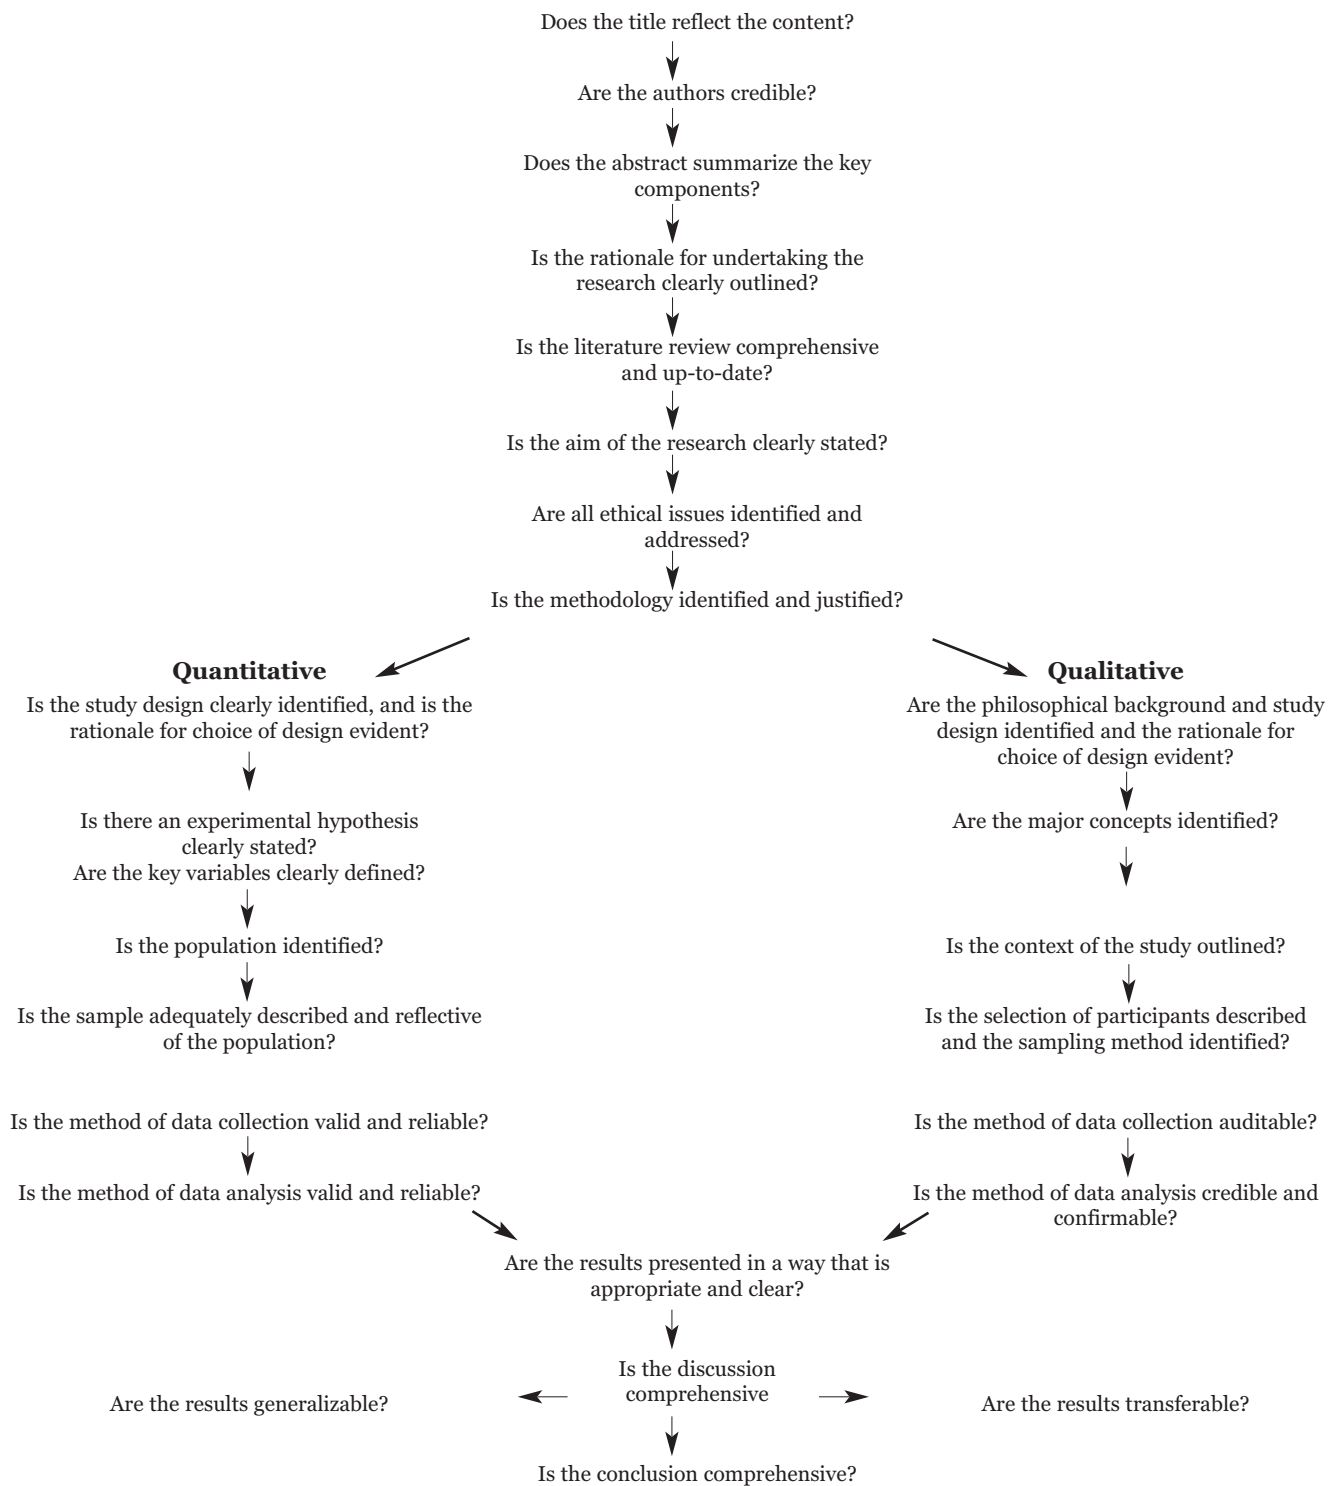 Does the title reflect the content?
Are the authors credible?
Does the abstract summarize the key
components?
Is the rationale for undertaking the
research clearly outlined?
Is the literature review comprehensive
and up-to-date?
Is the aim of the research clearly stated?
Are all ethical issues identified and
addressed?
Is the methodology identified and justified?
Quantitative
Is the study design clearly identified, and is the
rationale for choice of design evident?
Is there an experimental hypothesis
clearly stated?
Are the key variables clearly defined?
Is the population identified?
Is the sample adequately described and reflective
of the population?
Is the method of data collection valid and reliable?
Is the method of data analysis valid and reliable?
Qualitative
Are the philosophical background and study
design identified and the rationale for
choice of design evident?
Are the major concepts identified?
Is the context of the study outlined?
Is the selection of participants described
and the sampling method identified?
Is the method of data collection auditable?
Is the method of data analysis credible and
confirmable?
Are the results presented in a way that is
appropriate and clear?
Is the discussion
comprehensive
Are the results generalizable?
Are the results transferable?
Is the conclusion comprehensive?